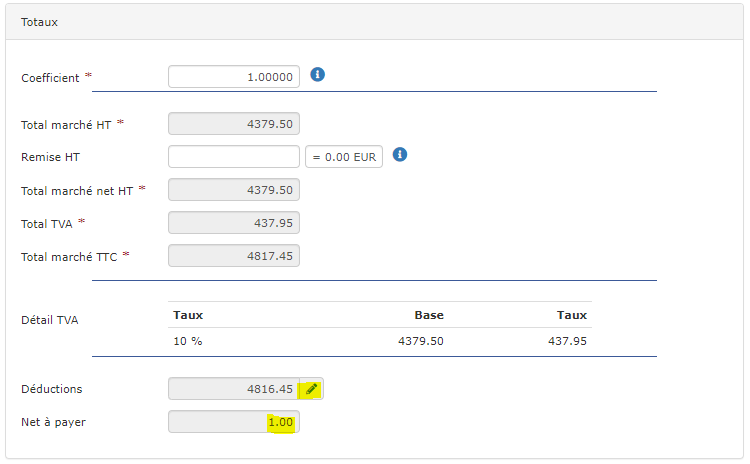 Totaux
Coefficient * 1.00000
Total marché HT * 4379.50
Remise HT = 0.00 EUR
Total marché net HT * 4379.50
Total TVA * 437.95
Total marché TTC * 4817.45
Détail TVA
Taux Base Taux
10 % 4379.50 437.95
Déductions 4816.45
Net à payer 1.00